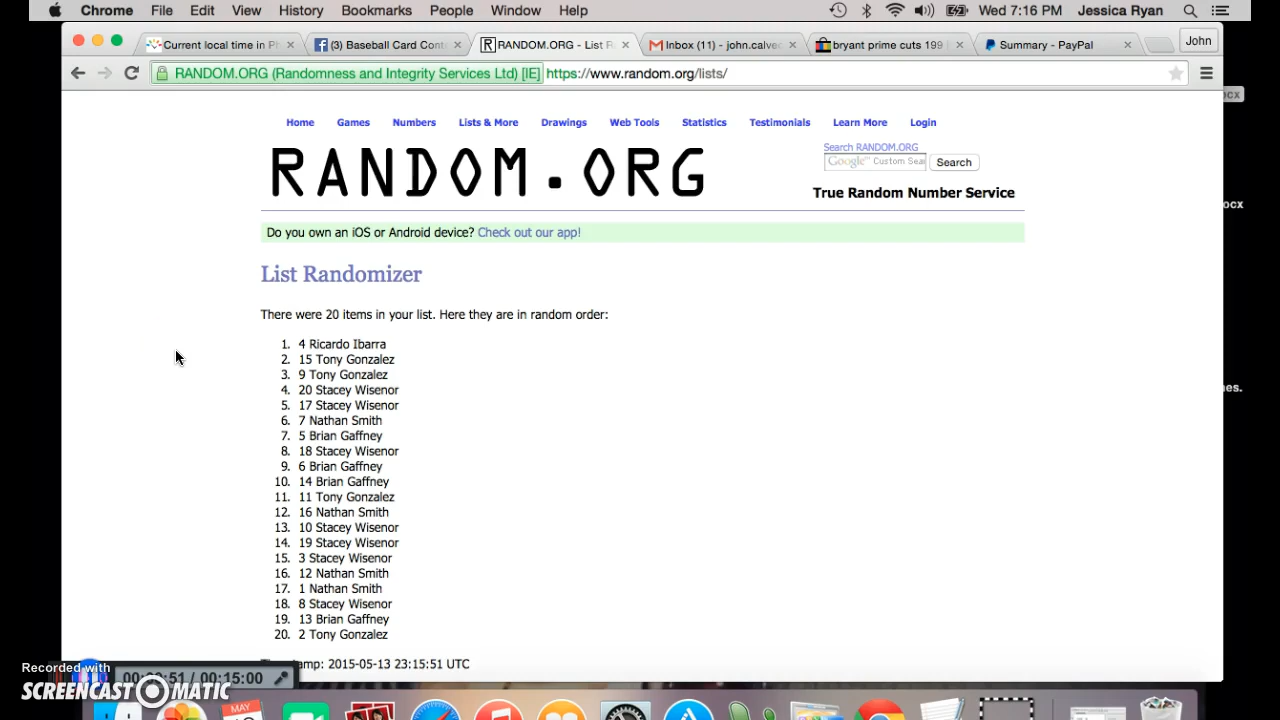 Chrome File Edit View History Bookmarks People Window Help Wed 7:16 PM Jessica Ryan
Current local time in Ph (3) Baseball Card Cont RANDOM.ORG - List R Inbox (11) - john.calve bryant prime cuts 199 Summary - PayPal John
RANDOM.ORG (Randomness and Integrity Services Ltd) [IE] https://www.random.org/lists/
Home Games Numbers Lists & More Drawings Web Tools Statistics Testimonials Learn More Login
Search RANDOM.ORG
RANDOM.ORG
Google™ Custom Sea Search
True Random Number Service
Do you own an iOS or Android device? Check out our app!
List Randomizer
There were 20 items in your list. Here they are in random order:
1. 4 Ricardo Ibarra
2. 15 Tony Gonzalez
3. 9 Tony Gonzalez
4. 20 Stacey Wisenor
5. 17 Stacey Wisenor
6. 7 Nathan Smith
7. 5 Brian Gaffney
8. 18 Stacey Wisenor
9. 6 Brian Gaffney
10. 14 Brian Gaffney
11. 11 Tony Gonzalez
12. 16 Nathan Smith
13. 10 Stacey Wisenor
14. 19 Stacey Wisenor
15. 3 Stacey Wisenor
16. 12 Nathan Smith
17. 1 Nathan Smith
18. 8 Stacey Wisenor
19. 13 Brian Gaffney
20. 2 Tony Gonzalez
amp: 2015-05-13 23:15:51 UTC
Recorded with
51 / 00:15:00
SCREENCAST MATIC
cx
ocx
es.